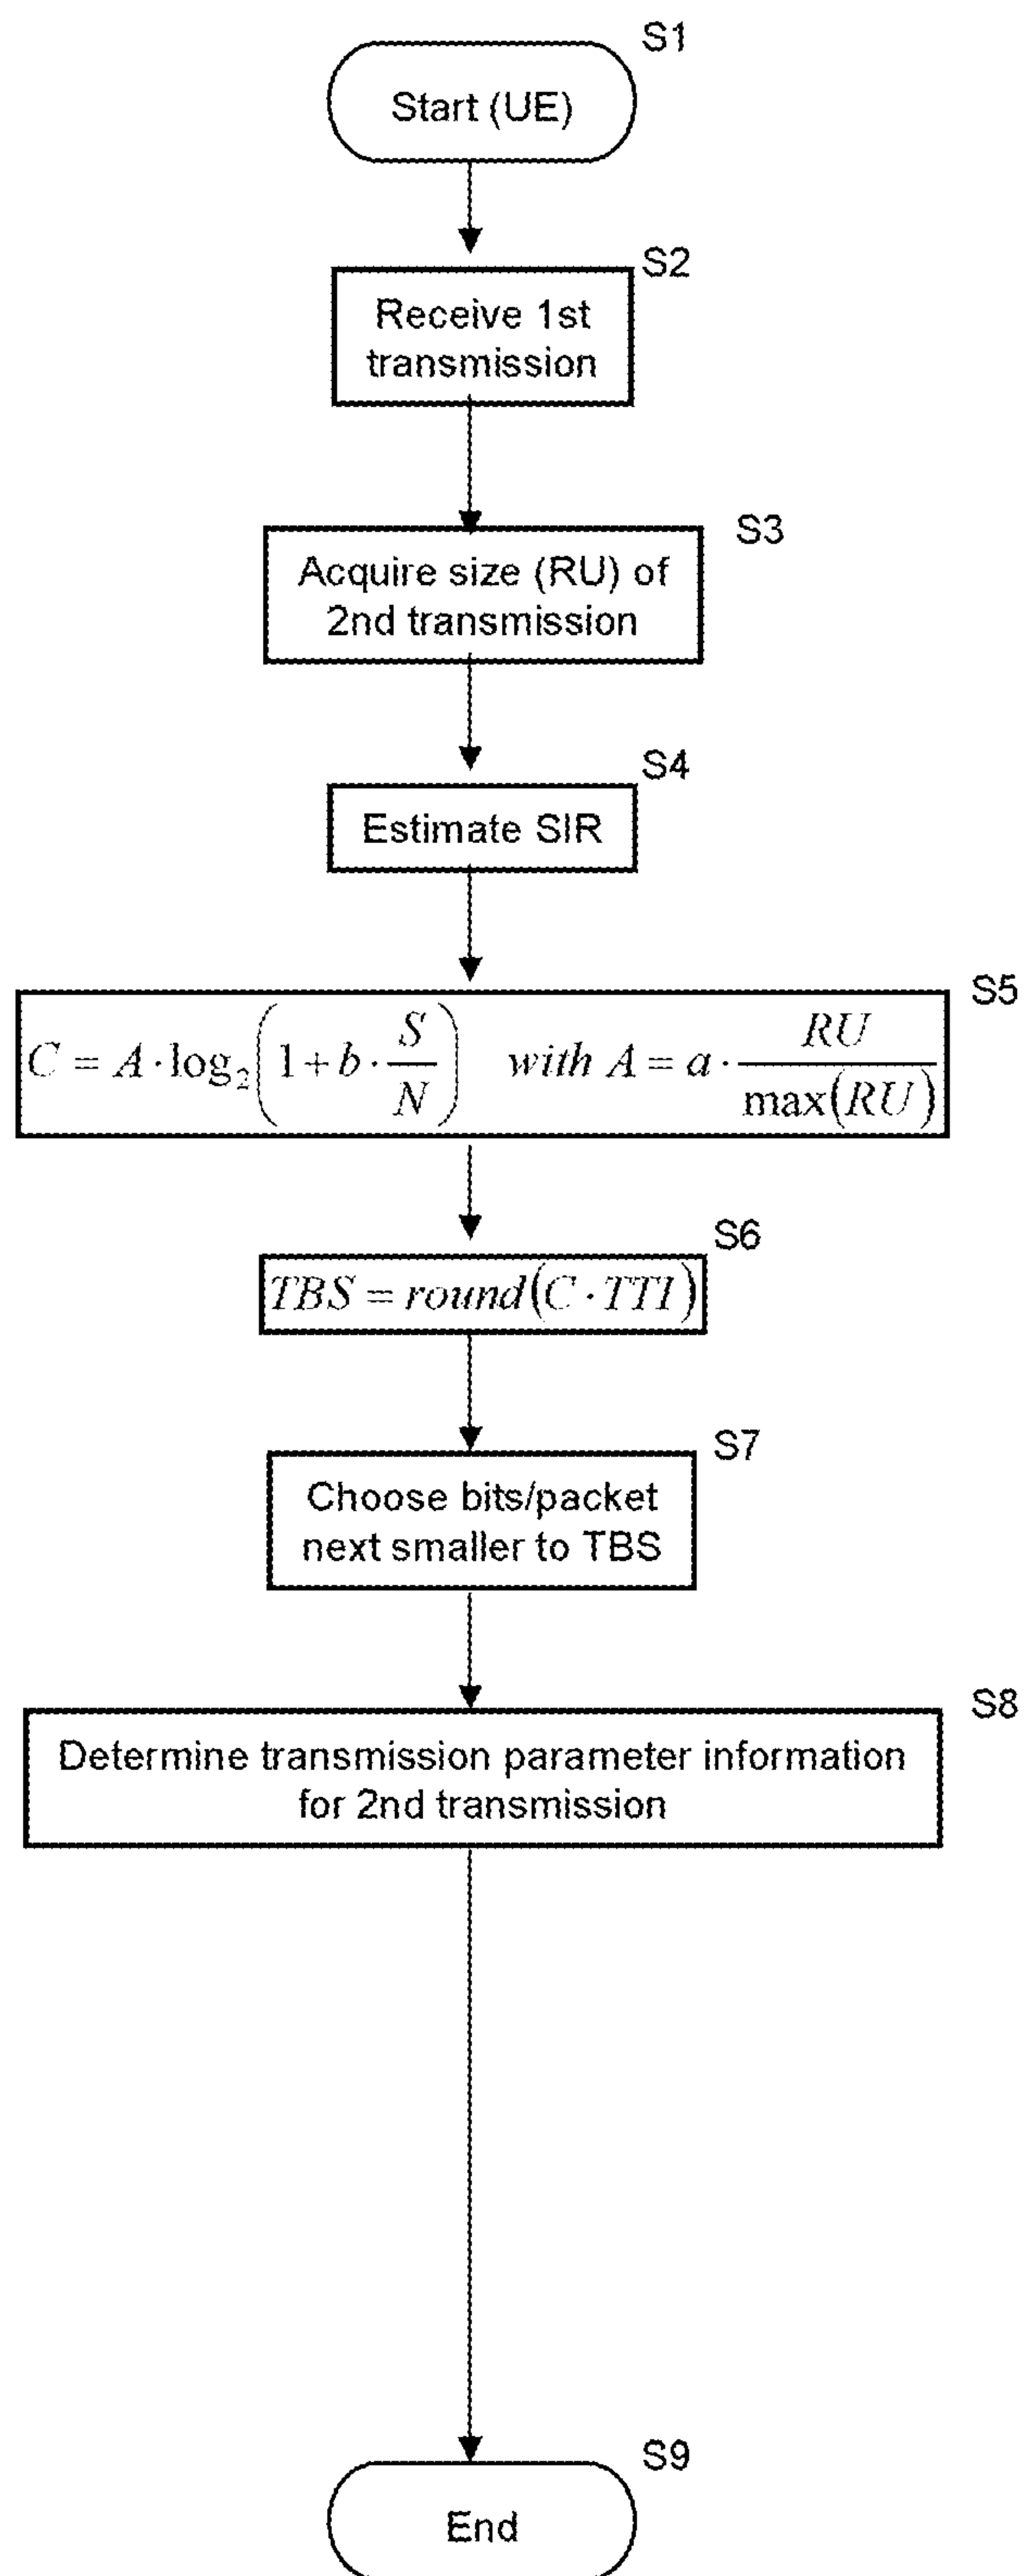 S1
Start (UE)
S2
Receive 1st
transmission
S3
Acquire size (RU) of
2nd transmission
S4
Estimate SIR
S5
C = A · log₂(1 + b · S/N) with A = a · RU/max(RU)
S6
TBS = round(C · TTI)
S7
Choose bits/packet
next smaller to TBS
S8
Determine transmission parameter information
for 2nd transmission
S9
End